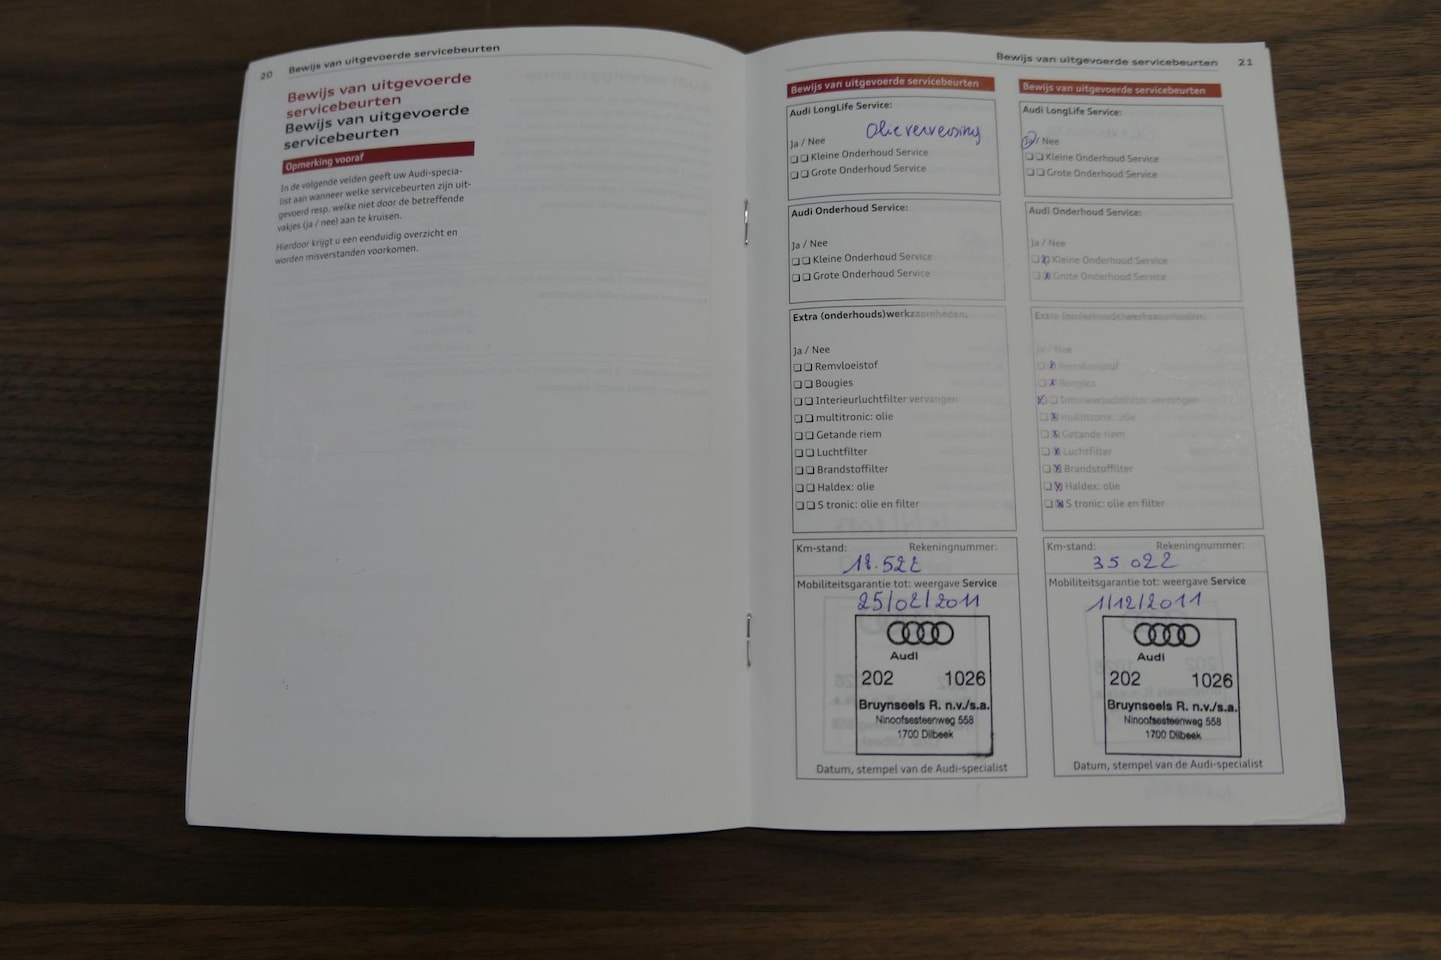 20 Bewijs van uitgevoerde servicebeurten
Bewijs van uitgevoerde
servicebeurten
Bewijs van uitgevoerde
servicebeurten
Opmerking vooraf
In de volgende velden geeft uw Audi-specia-
list aan wanneer welke servicebeurten zijn uit-
gevoerd resp. welke niet door de betreffende
vakjes (ja / nee) aan te kruisen.
Hierdoor krijgt u een eenduidig overzicht en
worden misverstanden voorkomen.
Bewijs van uitgevoerde servicebeurten 21
Bewijs van uitgevoerde servicebeurten
Audi LongLife Service:
Olieverversing
Ja / Nee
Kleine Onderhoud Service
Grote Onderhoud Service
Audi Onderhoud Service:
Ja / Nee
Kleine Onderhoud Service
Grote Onderhoud Service
Extra (onderhouds)werkzaamheden:
Ja / Nee
Remvloeistof
Bougies
Interieurluchtfilter vervangen
multitronic: olie
Getande riem
Luchtfilter
Brandstoffilter
Haldex: olie
S tronic: olie en filter
Km-stand: Rekeningnummer:
18.522
Mobiliteitsgarantie tot: weergave Service
25/02/2011
Audi
202 1026
Bruynseels R. n.v./s.a.
Ninoofsesteenweg 558
1700 Dilbeek
Datum, stempel van de Audi-specialist
Bewijs van uitgevoerde servicebeurten
Audi LongLife Service:
Ja / Nee
Kleine Onderhoud Service
Grote Onderhoud Service
Audi Onderhoud Service:
Ja / Nee
Kleine Onderhoud Service
Grote Onderhoud Service
Extra (onderhouds)werkzaamheden:
Ja / Nee
Remvloeistof
Bougies
Interieurluchtfilter vervangen
multitronic: olie
Getande riem
Luchtfilter
Brandstoffilter
Haldex: olie
S tronic: olie en filter
Km-stand: Rekeningnummer:
35.022
Mobiliteitsgarantie tot: weergave Service
1/12/2011
Audi
202 1026
Bruynseels R. n.v./s.a.
Ninoofsesteenweg 558
1700 Dilbeek
Datum, stempel van de Audi-specialist